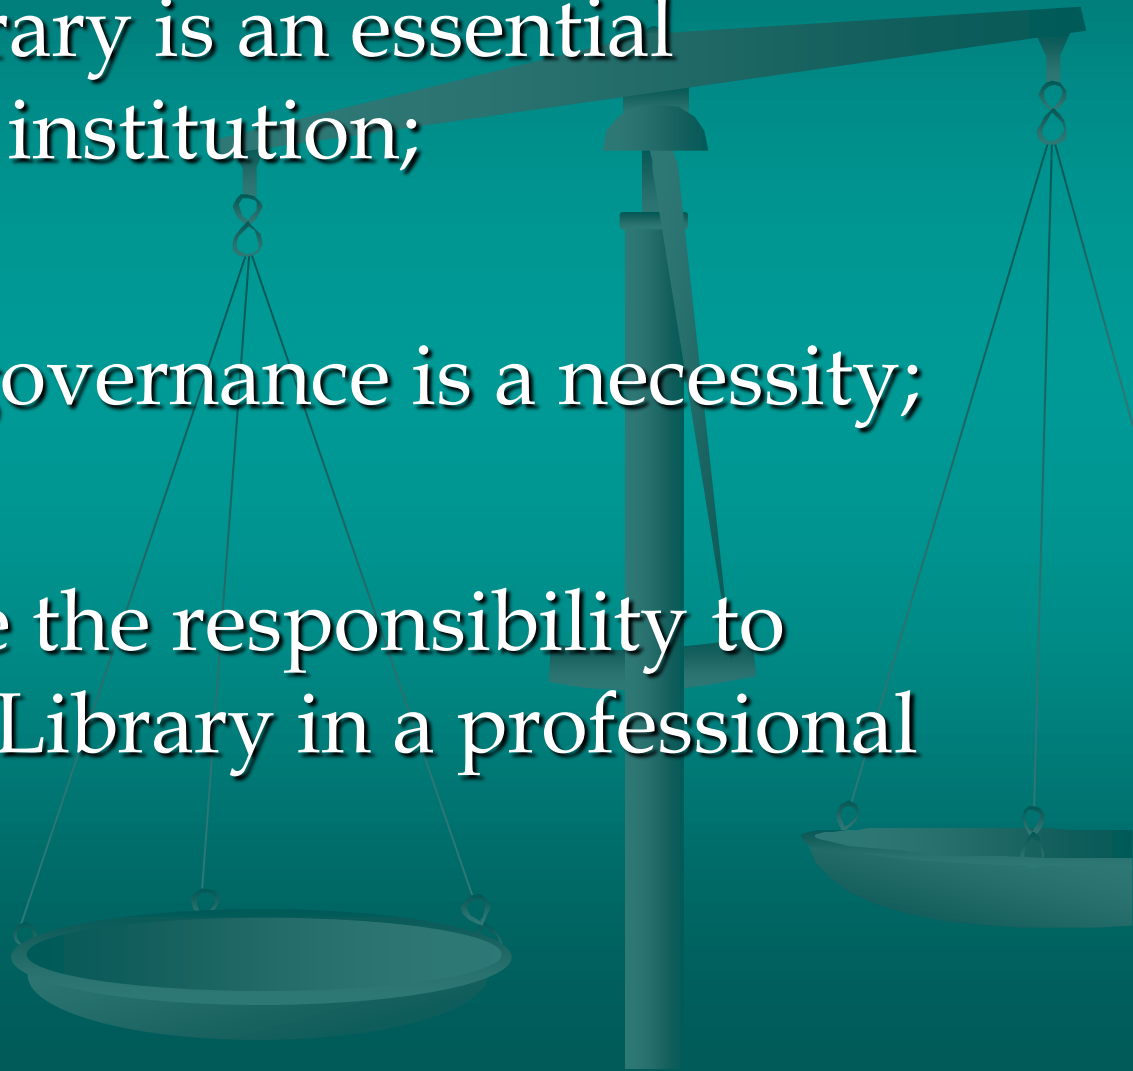 rary is an essential
institution;
overnance is a necessity;
e the responsibility to
Library in a professional